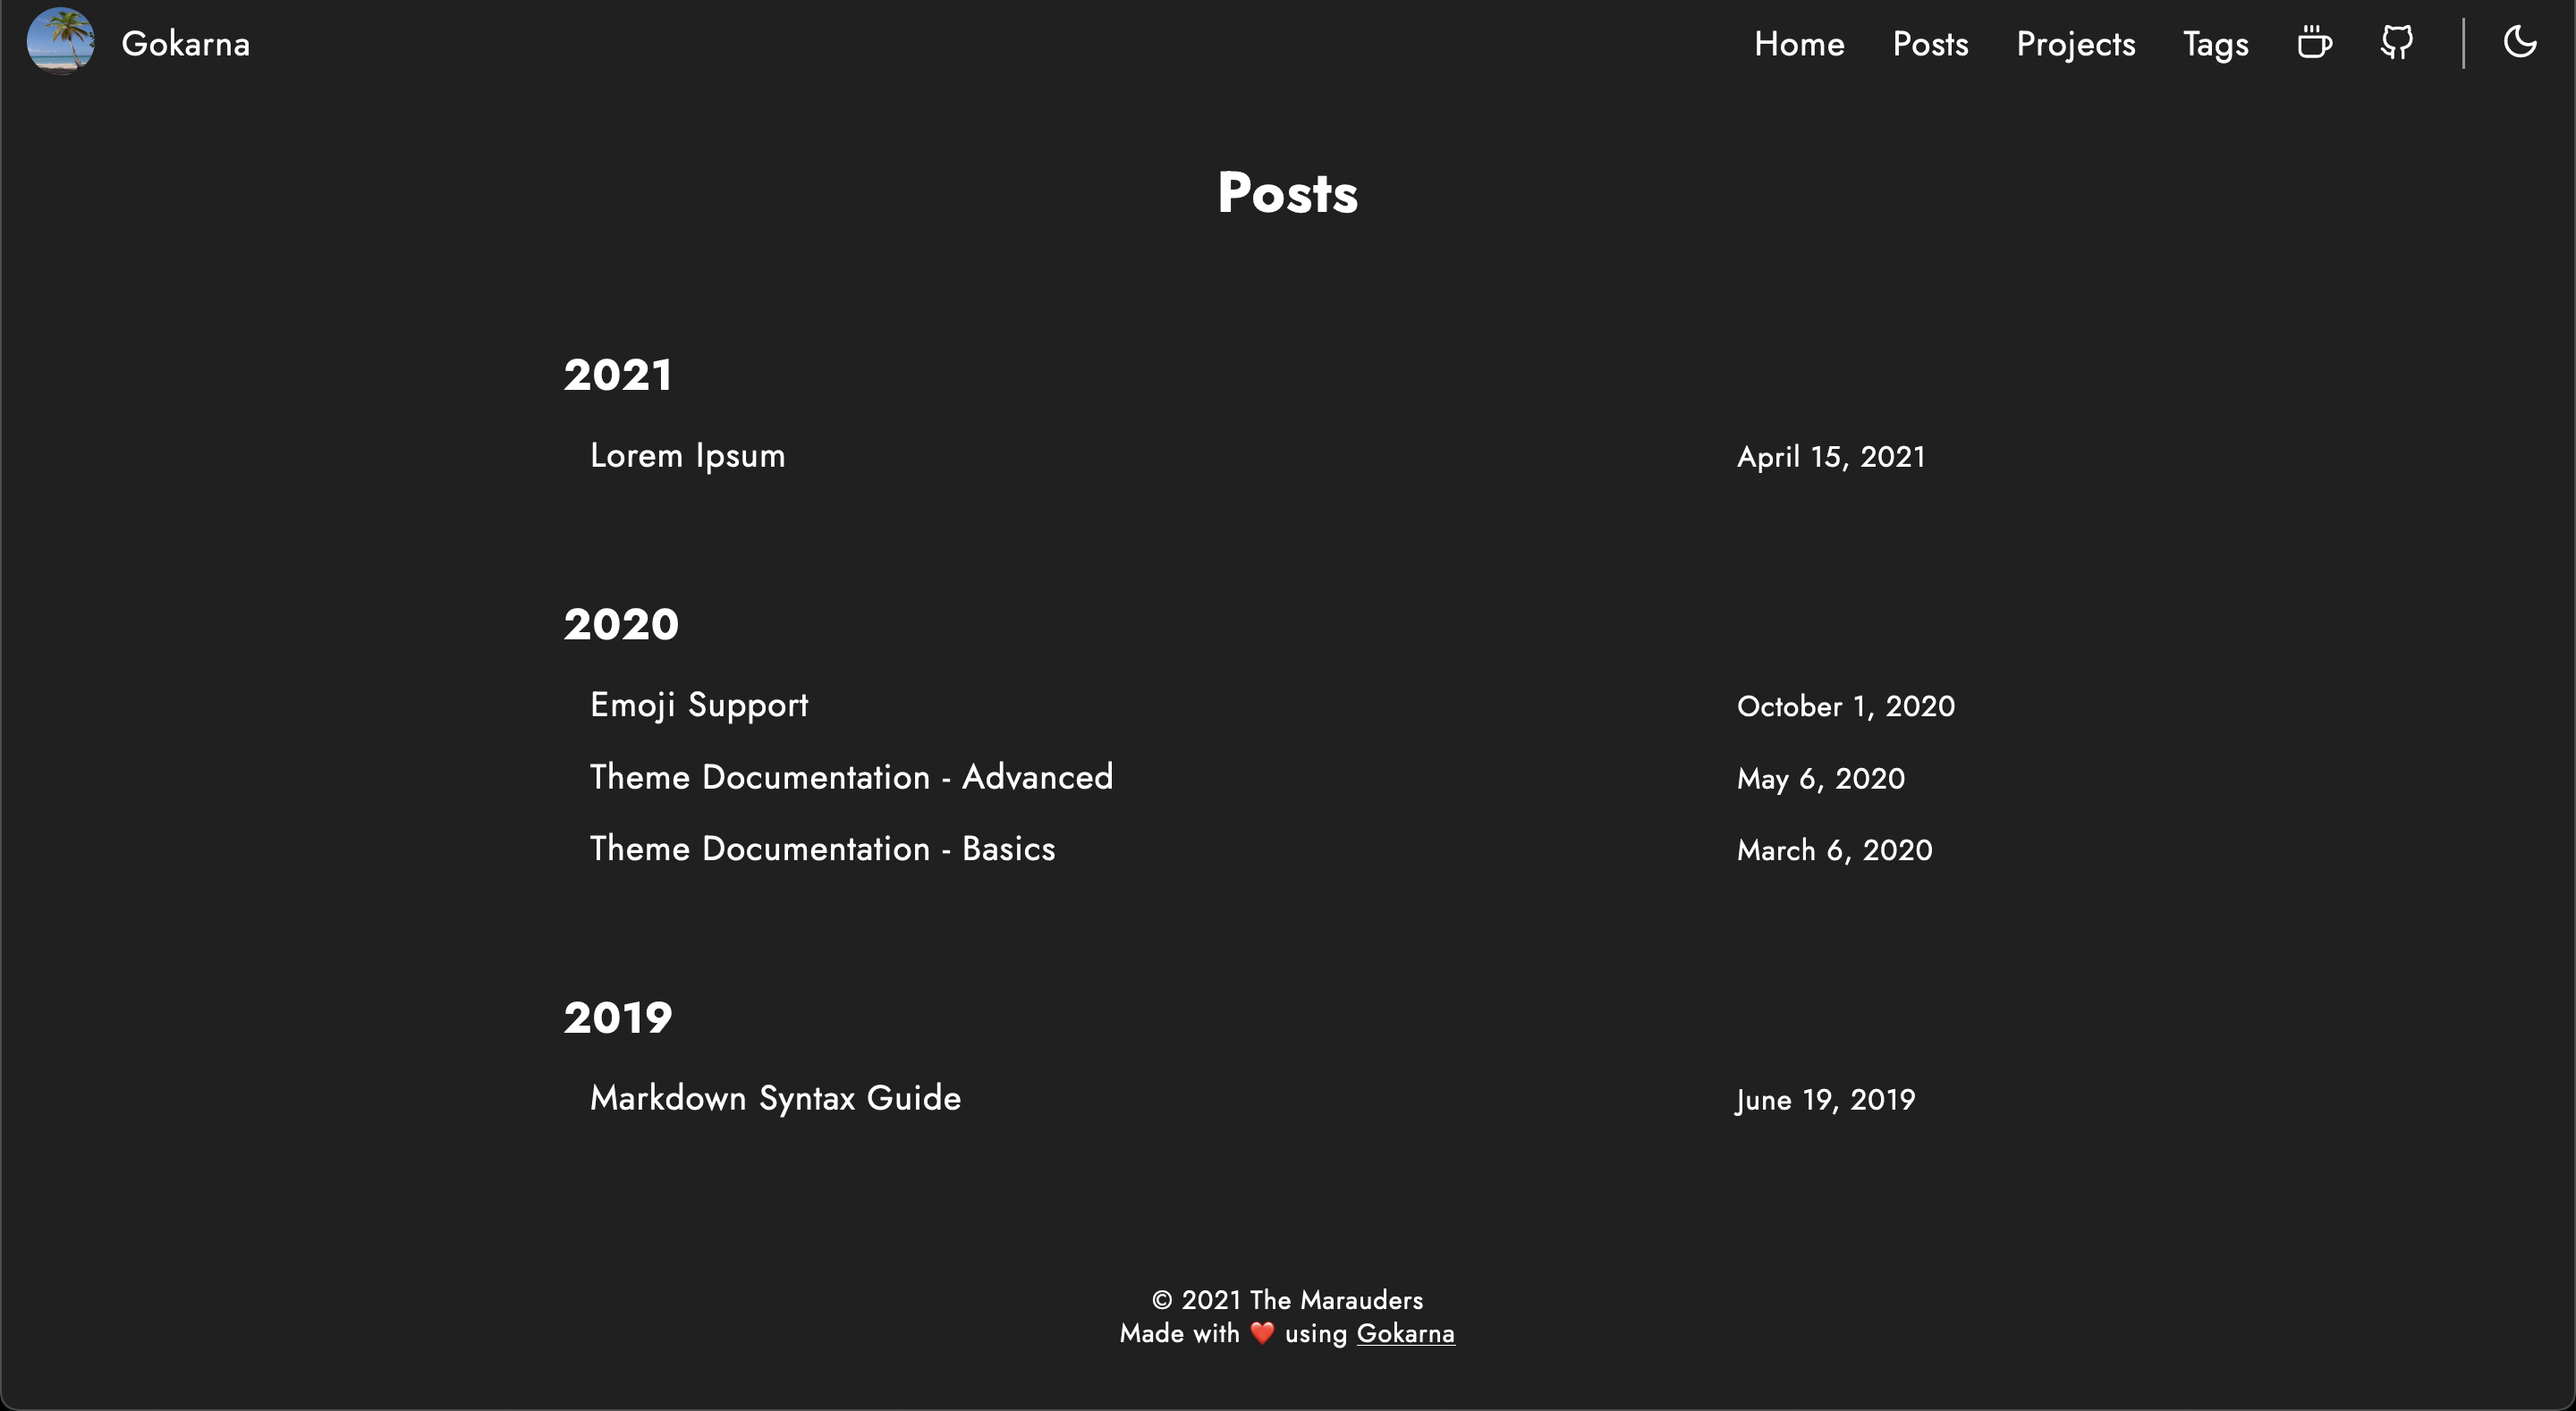 Gokarna Home Posts Projects Tags
Posts
2021
Lorem Ipsum April 15, 2021
2020
Emoji Support October 1, 2020
Theme Documentation - Advanced May 6, 2020
Theme Documentation - Basics March 6, 2020
2019
Markdown Syntax Guide June 19, 2019
© 2021 The Marauders
Made with ❤️ using Gokarna